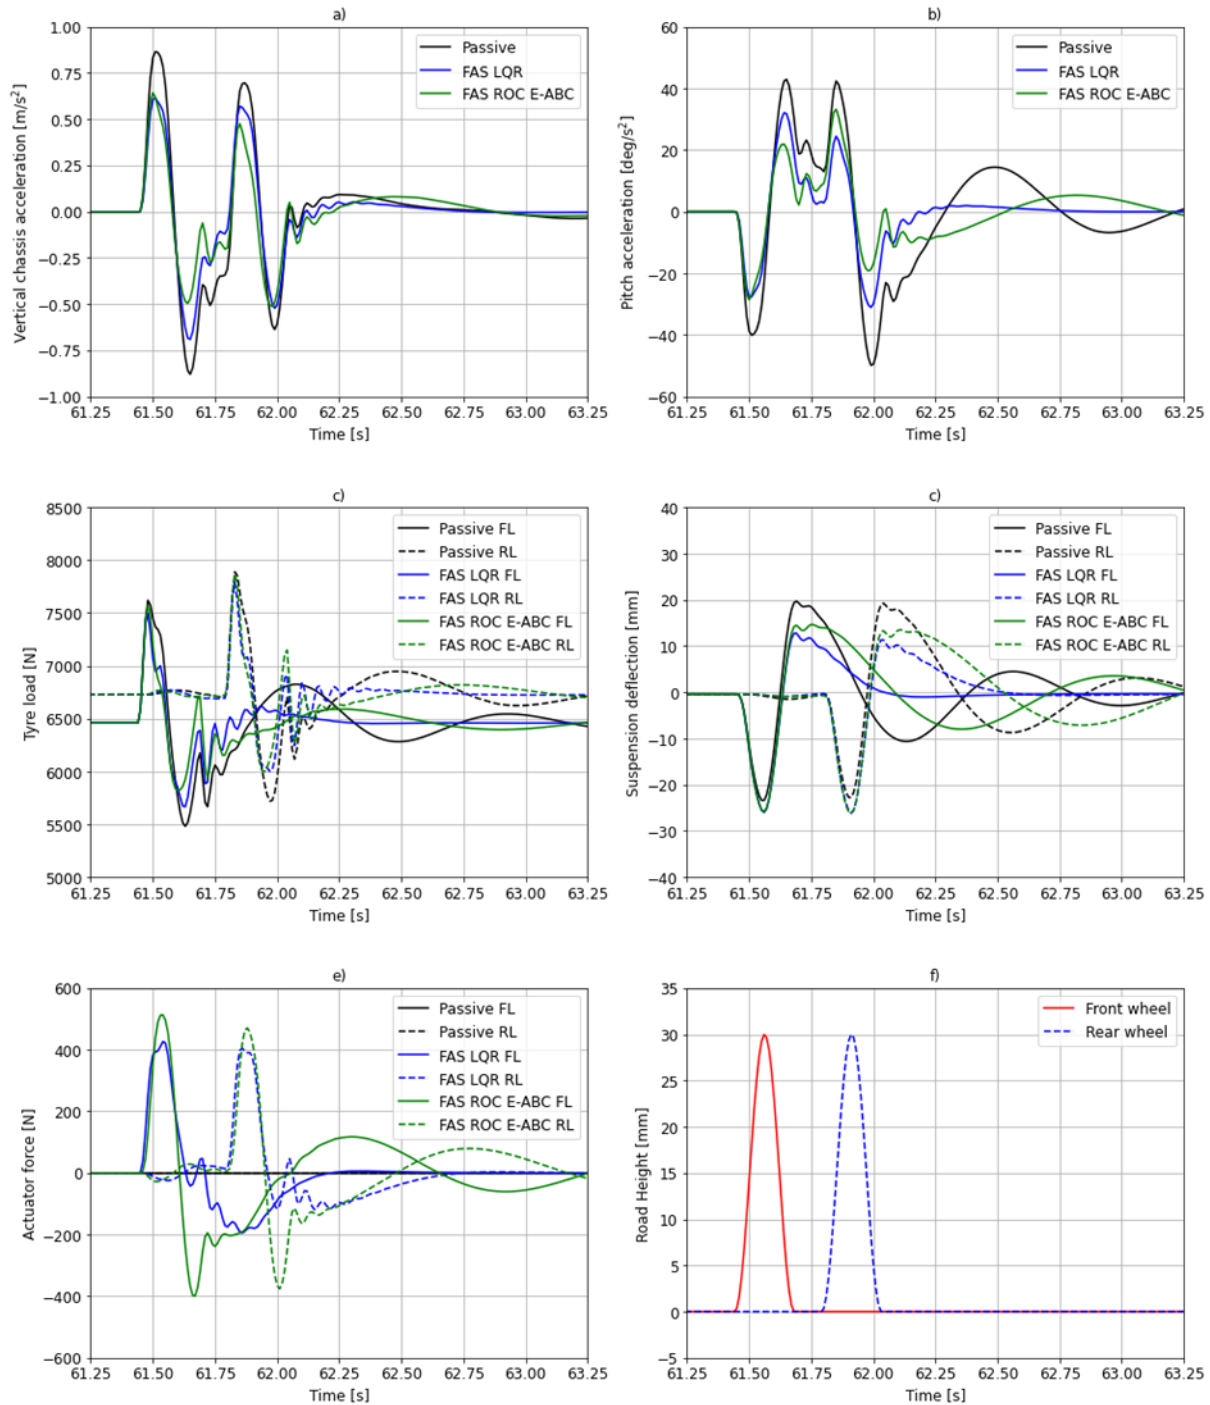 a)
1.00
0.75
0.50
0.25
0.00
−0.25
−0.50
−0.75
−1.00
Vertical chassis acceleration [m/s²]
Passive
FAS LQR
FAS ROC E-ABC
61.25 61.50 61.75 62.00 62.25 62.50 62.75 63.00 63.25
Time [s]
b)
60
40
20
0
−20
−40
−60
Pitch acceleration [deg/s²]
Passive
FAS LQR
FAS ROC E-ABC
61.25 61.50 61.75 62.00 62.25 62.50 62.75 63.00 63.25
Time [s]
c)
8500
8000
7500
7000
6500
6000
5500
5000
Tyre load [N]
Passive FL
Passive RL
FAS LQR FL
FAS LQR RL
FAS ROC E-ABC FL
FAS ROC E-ABC RL
61.25 61.50 61.75 62.00 62.25 62.50 62.75 63.00 63.25
Time [s]
c)
40
30
20
10
0
−10
−20
−30
−40
Suspension deflection [mm]
Passive FL
Passive RL
FAS LQR FL
FAS LQR RL
FAS ROC E-ABC FL
FAS ROC E-ABC RL
61.25 61.50 61.75 62.00 62.25 62.50 62.75 63.00 63.25
Time [s]
e)
600
400
200
0
−200
−400
−600
Actuator force [N]
Passive FL
Passive RL
FAS LQR FL
FAS LQR RL
FAS ROC E-ABC FL
FAS ROC E-ABC RL
61.25 61.50 61.75 62.00 62.25 62.50 62.75 63.00 63.25
Time [s]
f)
35
30
25
20
15
10
5
0
−5
Road Height [mm]
Front wheel
Rear wheel
61.25 61.50 61.75 62.00 62.25 62.50 62.75 63.00 63.25
Time [s]